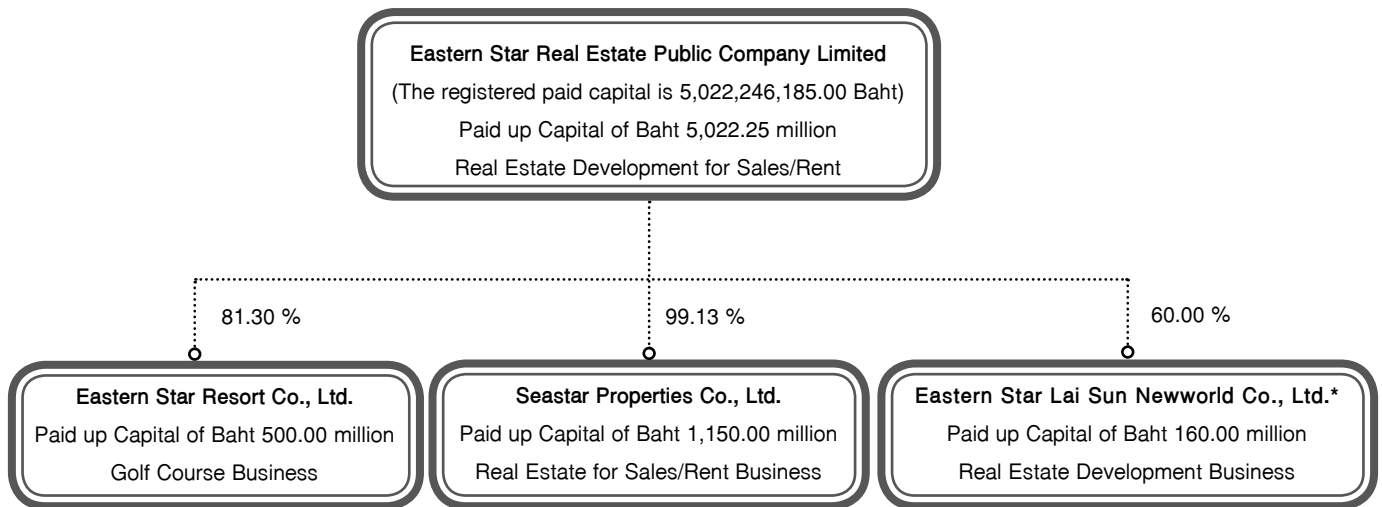 Eastern Star Real Estate Public Company Limited
(The registered paid capital is 5,022,246,185.00 Baht)
Paid up Capital of Baht 5,022.25 million
Real Estate Development for Sales/Rent
81.30 %
99.13 %
60.00 %
Eastern Star Resort Co., Ltd.
Paid up Capital of Baht 500.00 million
Golf Course Business
Seastar Properties Co., Ltd.
Paid up Capital of Baht 1,150.00 million
Real Estate for Sales/Rent Business
Eastern Star Lai Sun Newworld Co., Ltd.*
Paid up Capital of Baht 160.00 million
Real Estate Development Business